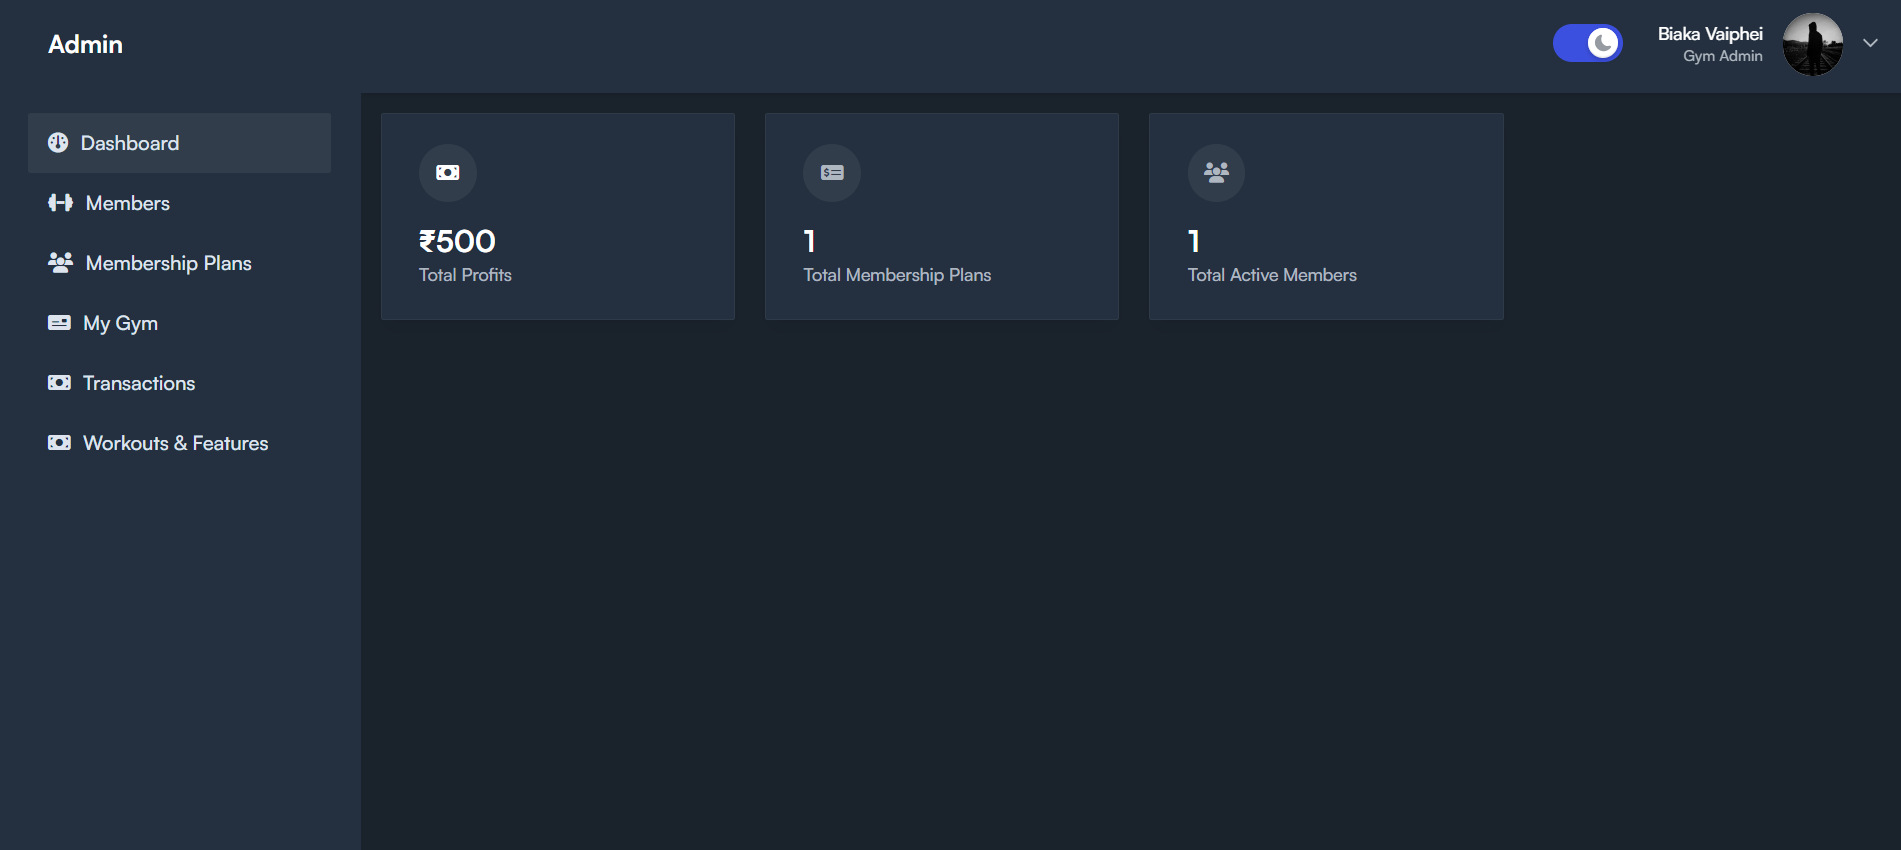 Admin
Biaka Vaiphei
Gym Admin
Dashboard
Members
Membership Plans
My Gym
Transactions
Workouts & Features
₹500
Total Profits
1
Total Membership Plans
1
Total Active Members